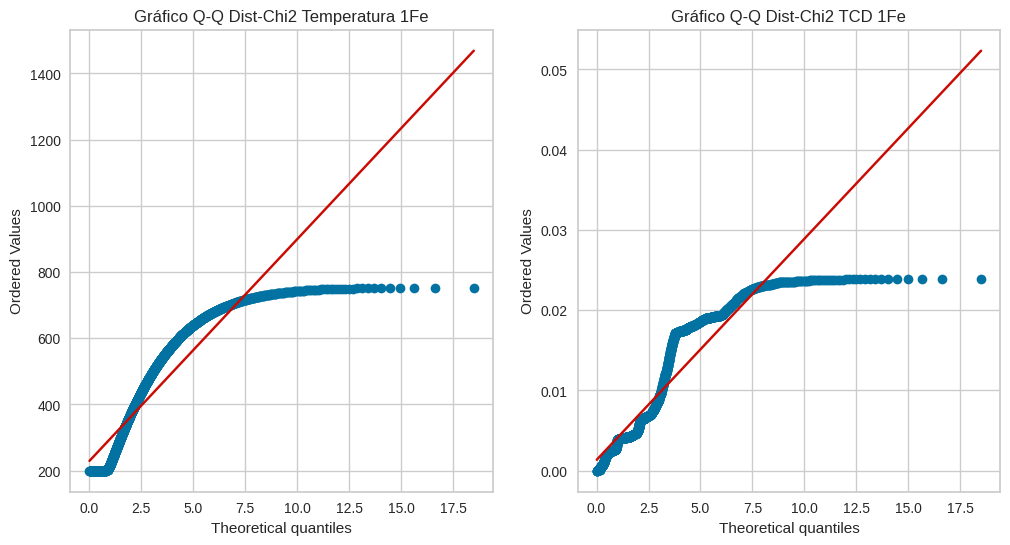 Gráfico Q-Q Dist-Chi2 Temperatura 1Fe
Ordered Values
1400
1200
1000
800
600
400
200
0.0 2.5 5.0 7.5 10.0 12.5 15.0 17.5
Theoretical quantiles
Gráfico Q-Q Dist-Chi2 TCD 1Fe
Ordered Values
0.05
0.04
0.03
0.02
0.01
0.00
0.0 2.5 5.0 7.5 10.0 12.5 15.0 17.5
Theoretical quantiles